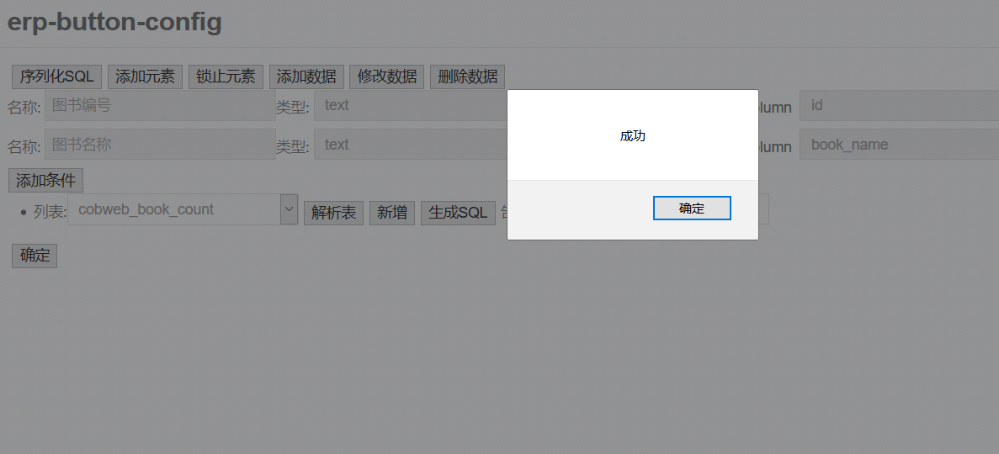 erp-button-config
序列化SQL 添加元素 锁止元素 添加数据 修改数据 删除数据
名称: 图书编号 类型: text lumn id
名称: 图书名称 类型: text lumn book_name
成功
添加条件
列表: cobweb_book_count 解析表 新增 生成SQL
确定
确定